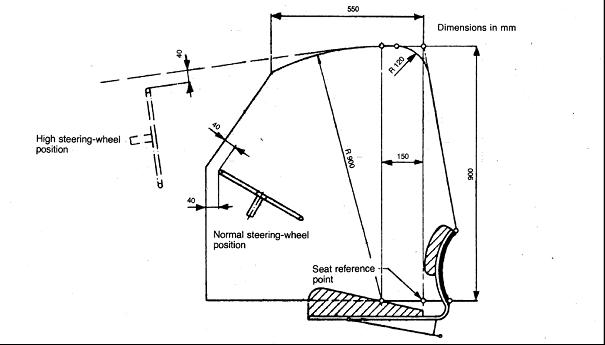 550
Dimensions in mm
40
R 120
High steering-wheel
position
40
R 900
150
900
40
Normal steering-wheel
position
Seat reference
point